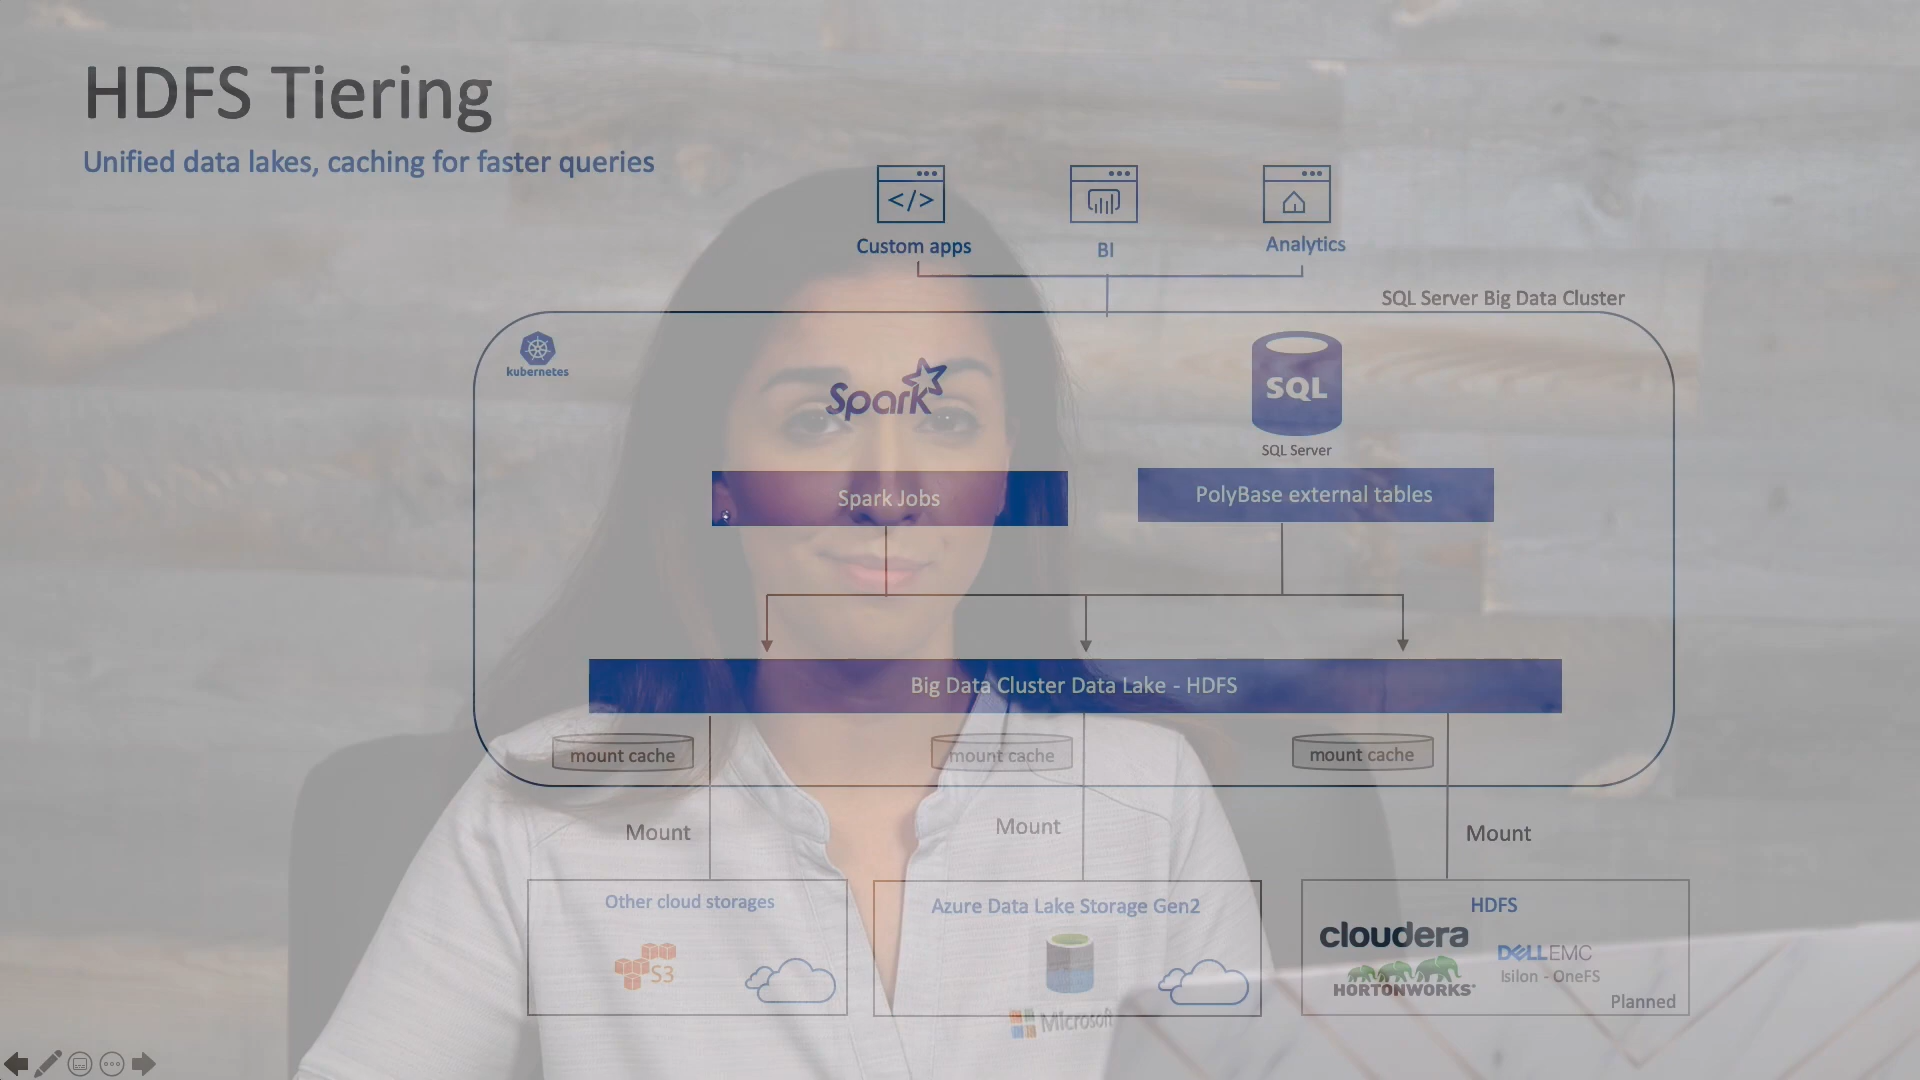 HDFS Tiering
Unified data lakes, caching for faster queries
</>
Custom apps
BI
Analytics
SQL Server Big Data Cluster
kubernetes
Spark
SQL
SQL Server
Spark Jobs
PolyBase external tables
Big Data Cluster Data Lake - HDFS
mount cache
mount cache
mount cache
Mount
Mount
Mount
Other cloud storages
S3
Azure Data Lake Storage Gen2
Microsoft
HDFS
cloudera
HORTONWORKS
DELLEMC
Isilon - OneFS
Planned